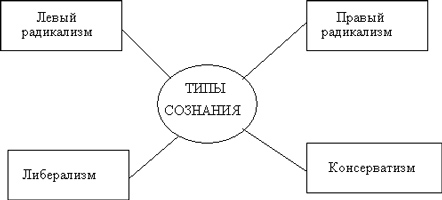 Левый
радикализм
Правый
радикализм
ТИПЫ
СОЗНАНИЯ
Либерализм
Консерватизм